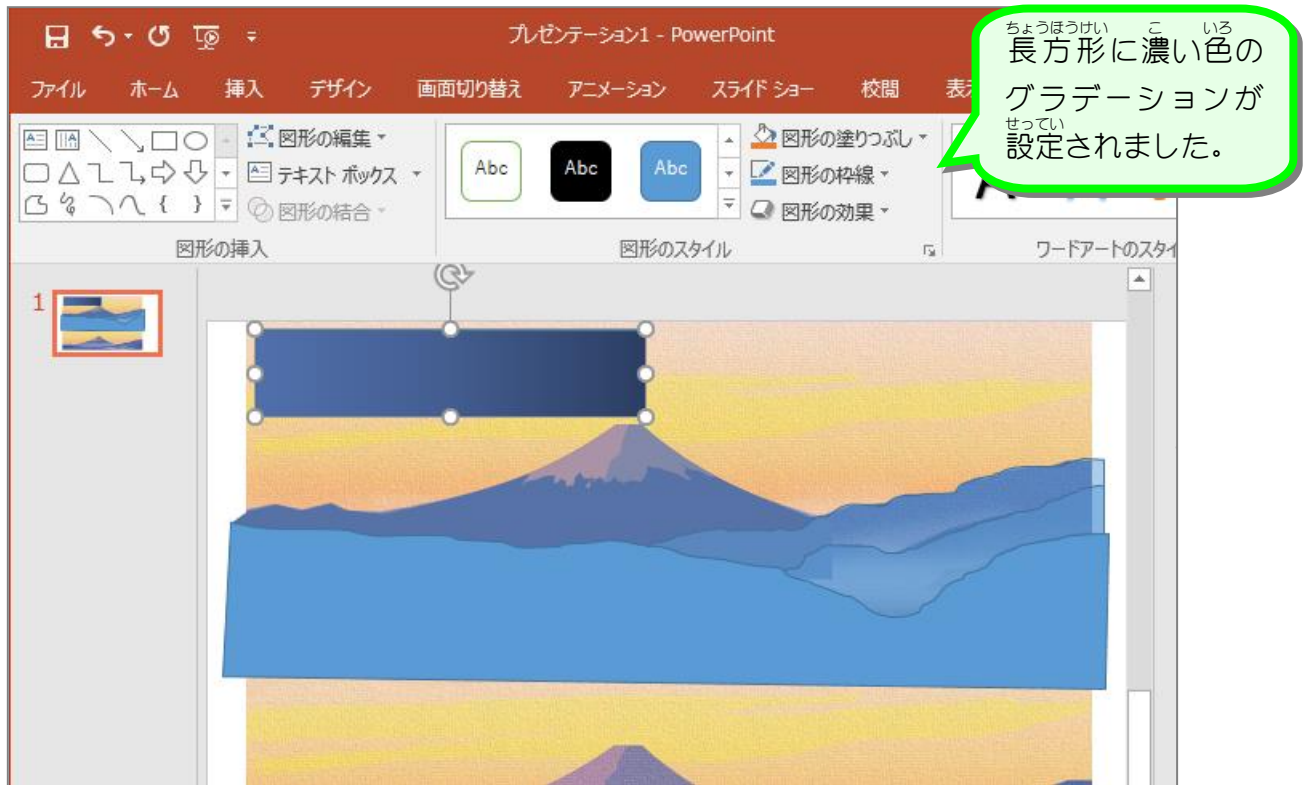 プレゼンテーション1 - PowerPoint
ファイル ホーム 挿入 デザイン 画面切り替え アニメーション スライド ショー 校閲 表
図形の編集
テキスト ボックス
図形の結合
図形の挿入
Abc Abc Abc
図形の塗りつぶし
図形の枠線
図形の効果
図形のスタイル
A
ワードアートのスタイ
1
ちょうほうけい こ いろ
長方形に濃い色の
グラデーションが
せってい
設定されました。